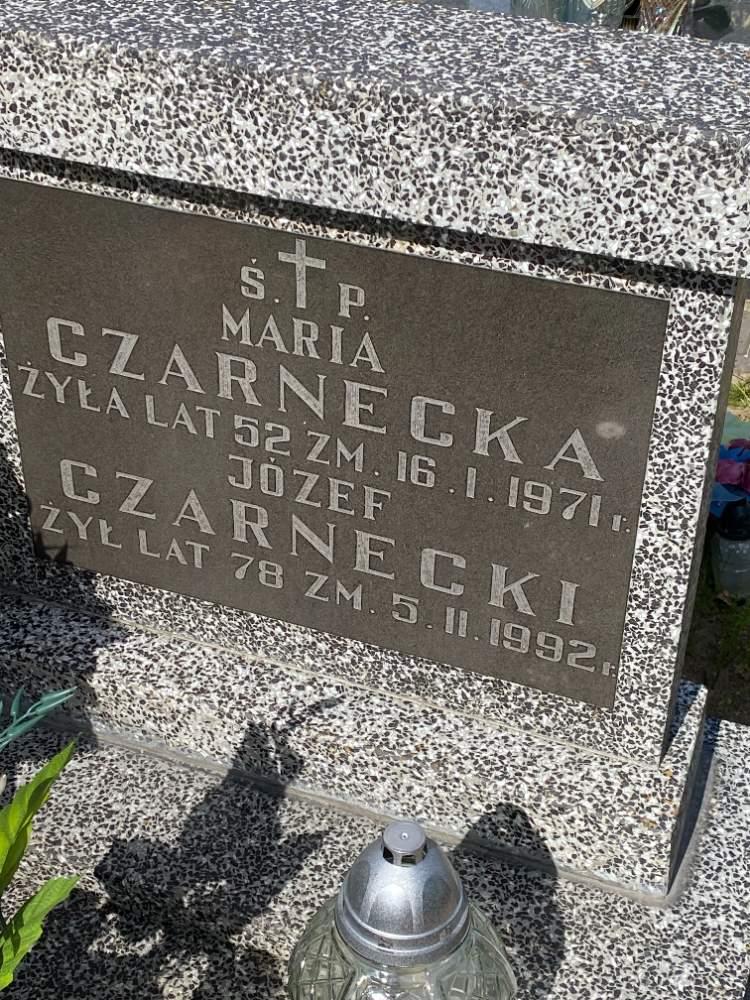 Ś. P.
MARIA
CZARNECKA
ŻYŁA LAT 52 ZM. 16.I.1971 r.
JÓZEF
CZARNECKI
ŻYŁ LAT 78 ZM. 5.II.1992 r.